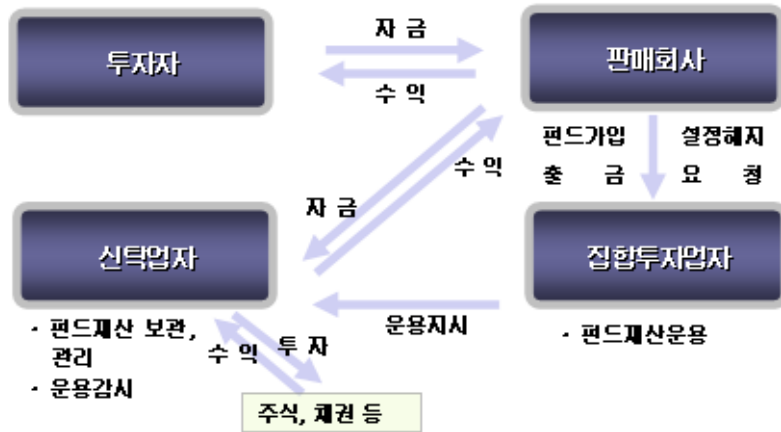 자 금
투자자
판매회사
수 익
펀드가입 설정해지
출 금 요 청
수 익
자 금
신탁업자
집합투자업자
운용지시
· 펀드재산 보관,
관리
· 운용감시
수 익
투 자
· 펀드재산운용
주식, 채권 등